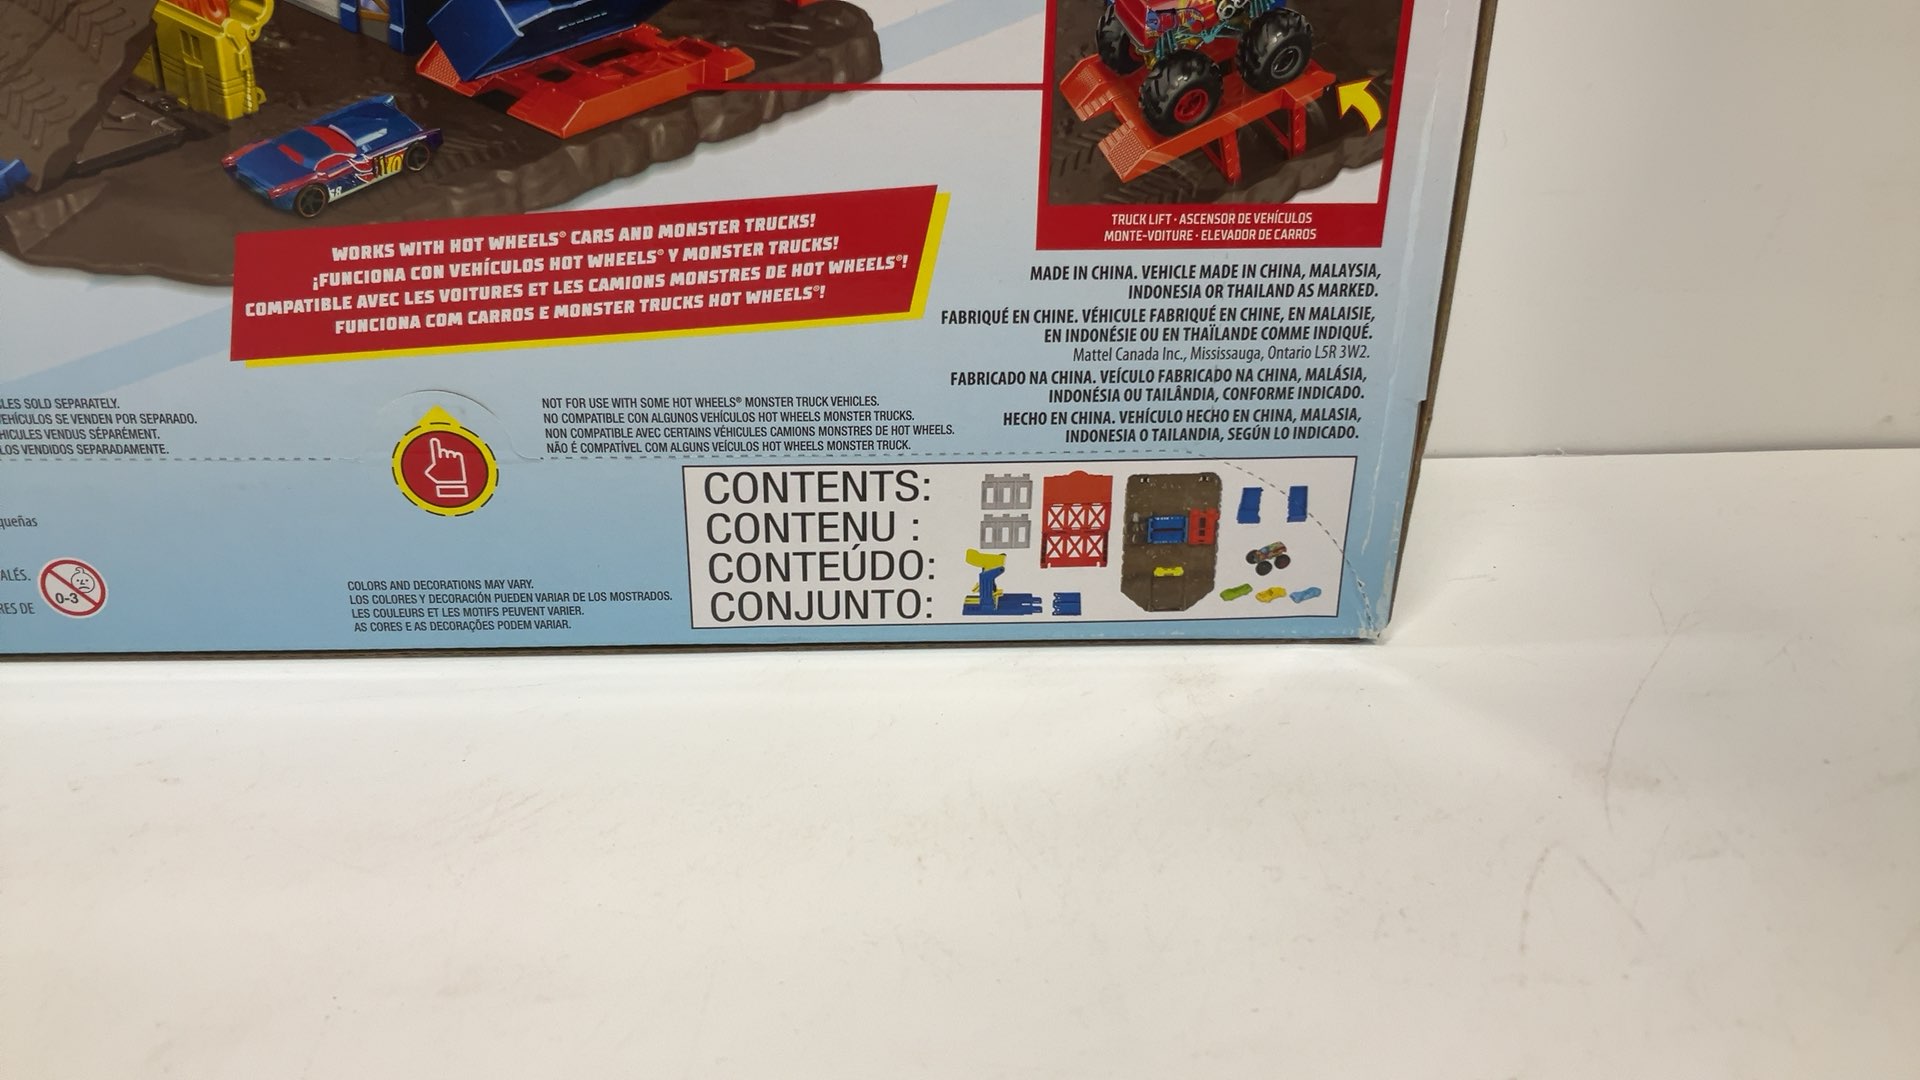 WORKS WITH HOT WHEELS® CARS AND MONSTER TRUCKS!
¡FUNCIONA CON VEHÍCULOS HOT WHEELS® Y MONSTER TRUCKS!
COMPATIBLE AVEC LES VOITURES ET LES CAMIONS MONSTRES DE HOT WHEELS®!
FUNCIONA COM CARROS E MONSTER TRUCKS HOT WHEELS®!
TRUCK LIFT · ASCENSOR DE VEHÍCULOS
MONTE-VOITURE · ELEVADOR DE CARROS
MADE IN CHINA. VEHICLE MADE IN CHINA, MALAYSIA,
INDONESIA OR THAILAND AS MARKED.
FABRIQUÉ EN CHINE. VÉHICULE FABRIQUÉ EN CHINE, EN MALAISIE,
EN INDONÉSIE OU EN THAÏLANDE COMME INDIQUÉ.
Mattel Canada Inc., Mississauga, Ontario L5R 3W2.
FABRICADO NA CHINA. VEÍCULO FABRICADO NA CHINA, MALÁSIA,
INDONÉSIA OU TAILÂNDIA, CONFORME INDICADO.
HECHO EN CHINA. VEHÍCULO HECHO EN CHINA, MALASIA,
INDONESIA O TAILANDIA, SEGÚN LO INDICADO.
SOLD SEPARATELY.
SE VENDEN POR SEPARADO.
VENDUS SÉPARÉMENT.
VENDIDOS SEPARADAMENTE.
NOT FOR USE WITH SOME HOT WHEELS® MONSTER TRUCK VEHICLES.
NO COMPATIBLE CON ALGUNOS VEHÍCULOS HOT WHEELS MONSTER TRUCKS.
NON COMPATIBLE AVEC CERTAINS VÉHICULES CAMIONS MONSTRES DE HOT WHEELS.
NÃO É COMPATÍVEL COM ALGUNS VEÍCULOS HOT WHEELS MONSTER TRUCK.
0-3
COLORS AND DECORATIONS MAY VARY.
LOS COLORES Y DECORACIÓN PUEDEN VARIAR DE LOS MOSTRADOS.
LES COULEURS ET LES MOTIFS PEUVENT VARIER.
AS CORES E AS DECORAÇÕES PODEM VARIAR.
CONTENTS:
CONTENU :
CONTEÚDO:
CONJUNTO: